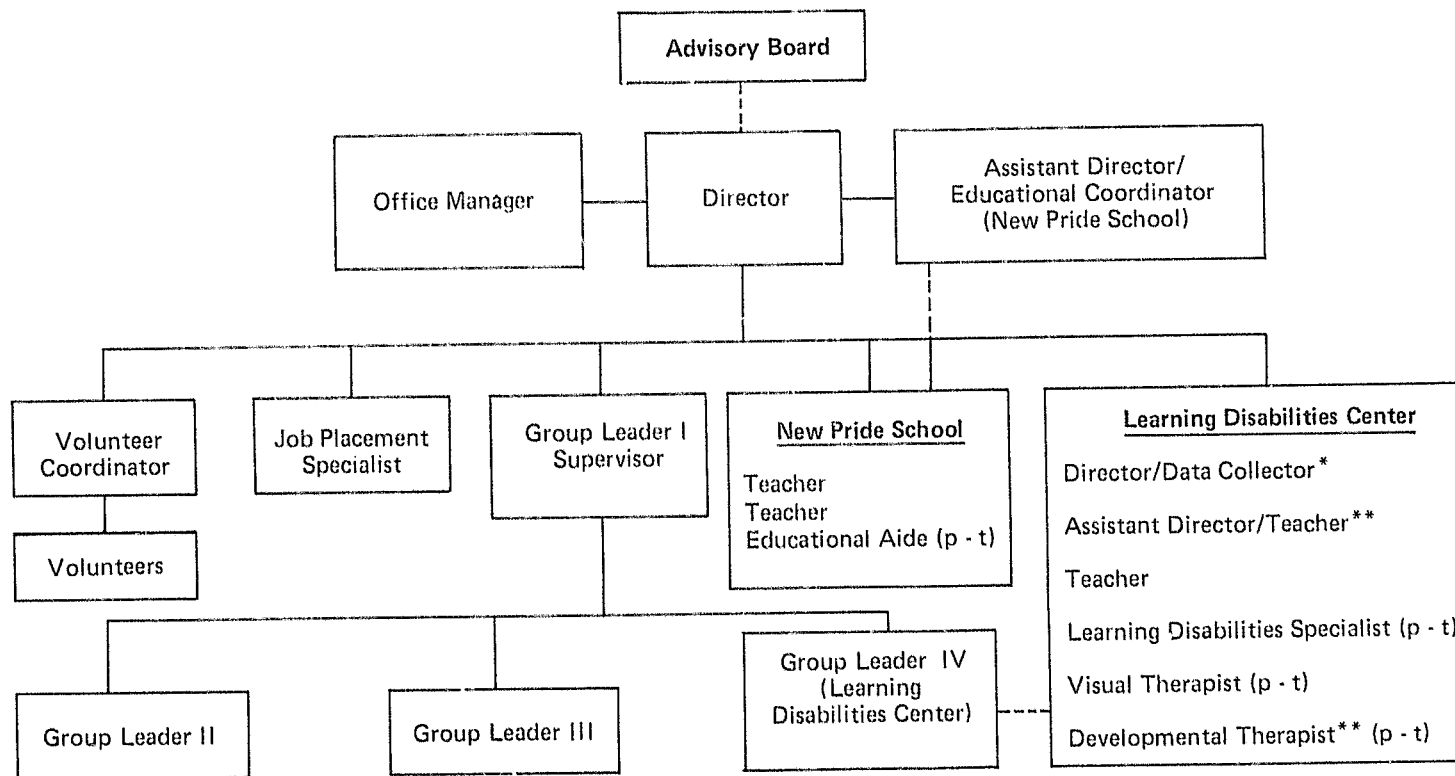 Advisory Board
Office Manager
Director
Assistant Director/
Educational Coordinator
(New Pride School)
Volunteer
Coordinator
Volunteers
Job Placement
Specialist
Group Leader I
Supervisor
New Pride School
Teacher
Teacher
Educational Aide (p - t)
Learning Disabilities Center
Director/Data Collector*
Assistant Director/Teacher**
Teacher
Learning Disabilities Specialist (p - t)
Visual Therapist (p - t)
Developmental Therapist** (p - t)
Group Leader II
Group Leader III
Group Leader IV
(Learning
Disabilities Center)